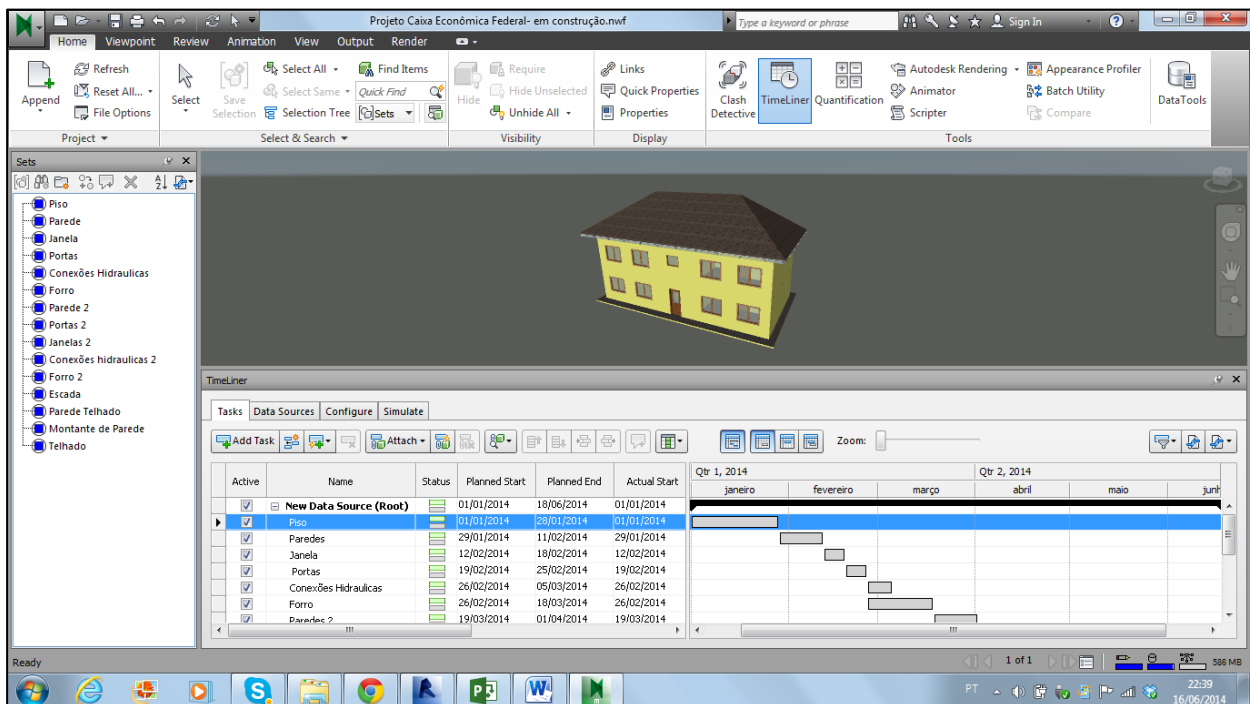 Projeto Caixa Econômica Federal- em construção.nwf
Type a keyword or phrase
Sign In
Home Viewpoint Review Animation View Output Render
Append
Refresh
Reset All...
File Options
Project
Select
Save Selection
Select All
Select Same
Selection Tree
Find Items
Quick Find
Sets
Select & Search
Hide
Require
Hide Unselected
Unhide All
Visibility
Links
Quick Properties
Properties
Display
Clash Detective
TimeLiner
Quantification
Autodesk Rendering
Animator
Scripter
Appearance Profiler
Batch Utility
Compare
Tools
DataTools
Sets
Piso
Parede
Janela
Portas
Conexões Hidraulicas
Forro
Parede 2
Portas 2
Janelas 2
Conexões hidraulicas 2
Forro 2
Escada
Parede Telhado
Montante de Parede
Telhado
TimeLiner
Tasks Data Sources Configure Simulate
Add Task Attach Zoom:
Active Name Status Planned Start Planned End Actual Start
Qtr 1, 2014 Qtr 2, 2014
janeiro fevereiro março abril maio junh
New Data Source (Root) 01/01/2014 18/06/2014 01/01/2014
Piso 01/01/2014 28/01/2014 01/01/2014
Paredes 29/01/2014 11/02/2014 29/01/2014
Janela 12/02/2014 18/02/2014 12/02/2014
Portas 19/02/2014 25/02/2014 19/02/2014
Conexões Hidraulicas 26/02/2014 05/03/2014 26/02/2014
Forro 26/02/2014 18/03/2014 26/02/2014
Paredes 2 19/03/2014 01/04/2014 19/03/2014
Ready
1 of 1
586 MB
PT
22:39
16/06/2014